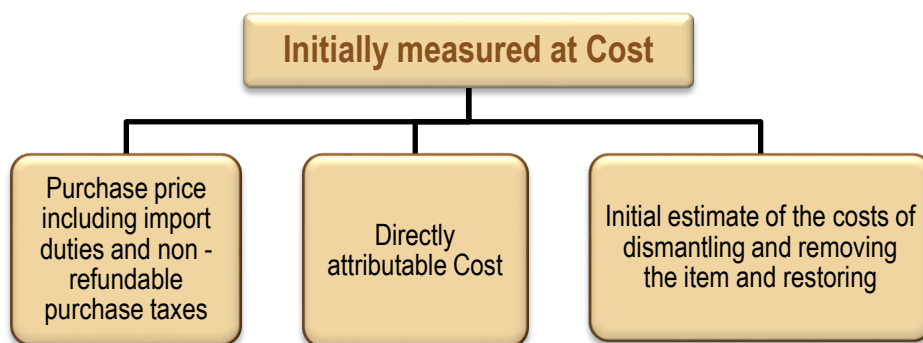 Initially measured at Cost
Purchase price
including import
duties and non -
refundable
purchase taxes
Directly
attributable Cost
Initial estimate of the costs of
dismantling and removing
the item and restoring